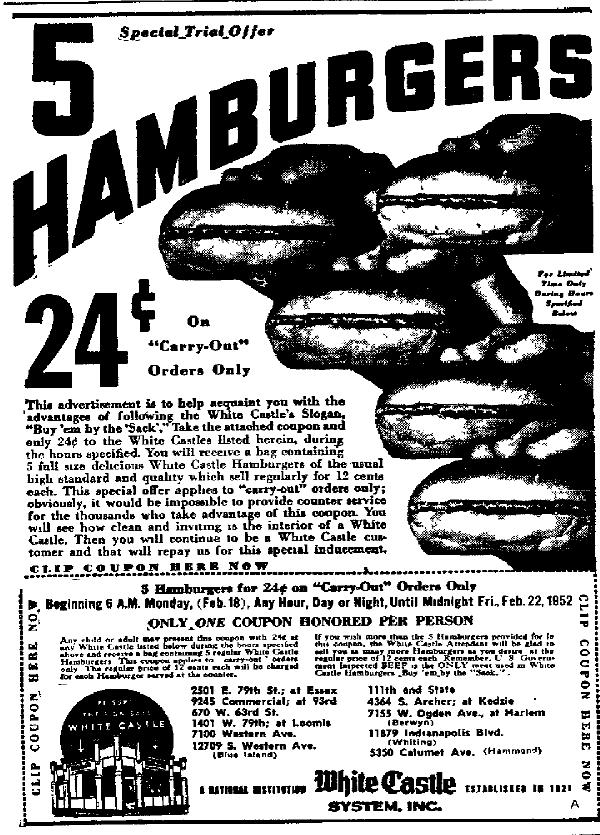 5
Special Trial Offer
HAMBURGERS
24¢
On
"Carry-Out"
Orders Only
For Limited
Time Only
During Hours
Specified
Below
This advertisement is to help acquaint you with the
advantages of following the White Castle's Slogan,
"Buy 'em by the 'Sack'." Take the attached coupon and
only 24¢ to the White Castles listed herein, during
the hours specified. You will receive a bag containing
5 full size delicious White Castle Hamburgers of the usual
high standard and quality which sell regularly for 12 cents
each. This special offer applies to "carry-out" orders only;
obviously, it would be impossible to provide counter service
for the thousands who take advantage of this coupon. You
will see how clean and inviting is the interior of a White
Castle. Then you will continue to be a White Castle cus-
tomer and that will repay us for this special inducement.
CLIP COUPON HERE NOW
5 Hamburgers for 24¢ on "Carry-Out" Orders Only
Beginning 6 A.M. Monday, (Feb. 18), Any Hour, Day or Night, Until Midnight Fri., Feb. 22, 1952
ONLY ONE COUPON HONORED PER PERSON
Any child or adult may present this coupon with 24¢ at
any White Castle listed below during the hours specified
above and receive a bag containing 5 regular White Castle
Hamburgers This coupon applies to "carry-out" orders
only The regular price of 12 cents each will be charged
for each Hamburger served at the counter.
If you wish more than the 5 Hamburgers provided for in
this coupon, the White Castle Attendant will be glad to
sell you as many more Hamburgers as you desire at the
regular price of 12 cents each. Remember, U. S. Govern-
ment Inspected BEEF is the ONLY meat used in White
Castle Hamburgers Buy 'em by the "Sack."
2501 E. 79th St.; at Essex
9245 Commercial; at 93rd
670 W. 63rd St.
1401 W. 79th; at Loomis
7100 Western Ave.
12709 S. Western Ave.
(Blue Island)
111th and State
4364 S. Archer; at Kedzie
7155 W. Ogden Ave., at Harlem
(Berwyn)
11879 Indianapolis Blvd.
(Whiting)
5350 Calumet Ave. (Hammond)
WHITE CASTLE
A NATIONAL INSTITUTION White Castle ESTABLISHED IN 1921
SYSTEM, INC.
A
CLIP COUPON HERE NOW
CLIP COUPON HERE NOW